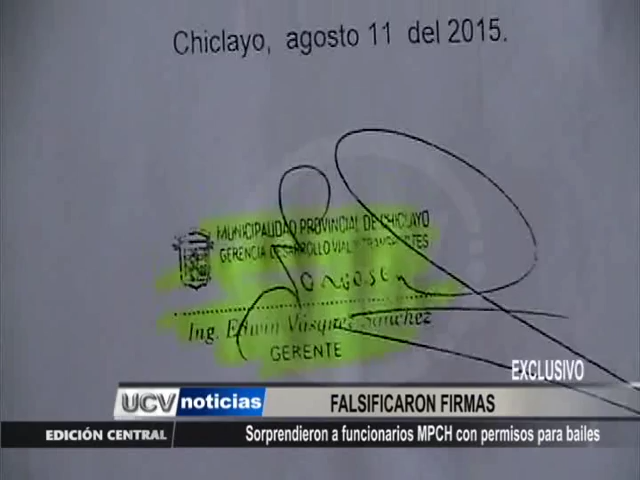 Chiclayo, agosto 11 del 2015.
MUNICIPALIDAD PROVINCIAL DE CHICLAYO
GERENCIA DESARROLLO VIAL Y TRANSPORTES
Ing. Edwin Vásquez Sánchez
GERENTE
EXCLUSIVO
UCV noticias
FALSIFICARON FIRMAS
EDICIÓN CENTRAL
Sorprendieron a funcionarios MPCH con permisos para bailes